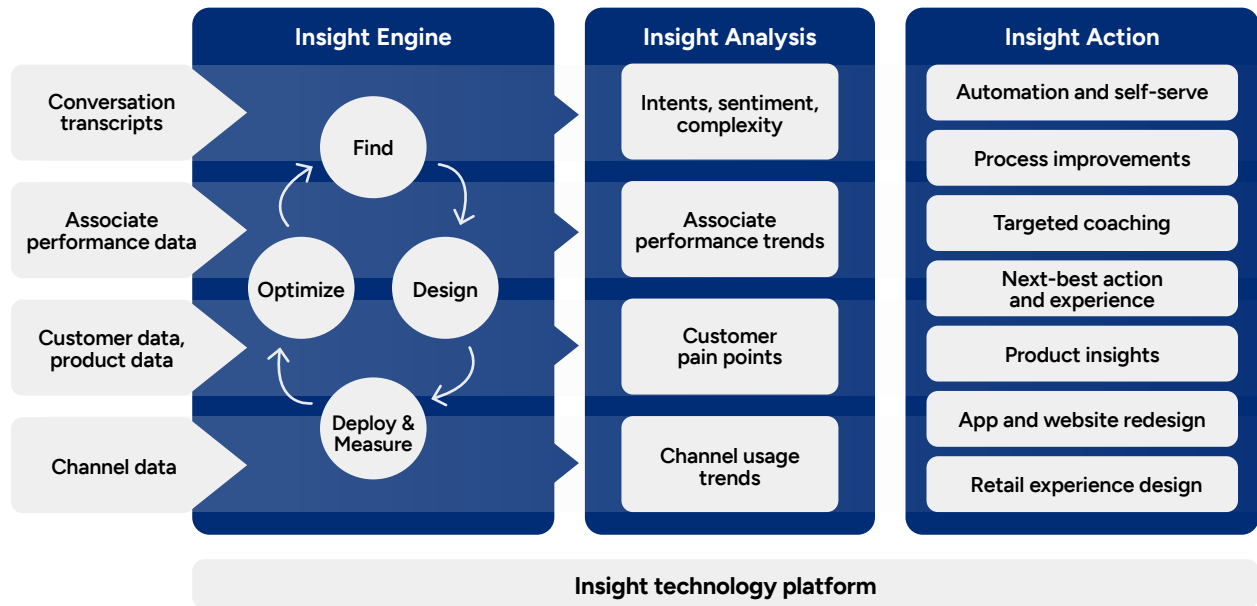 Insight Engine
Insight Analysis
Insight Action
Conversation
transcripts
Associate
performance data
Customer data,
product data
Channel data
Find
Design
Deploy &
Measure
Optimize
Intents, sentiment,
complexity
Associate
performance trends
Customer
pain points
Channel usage
trends
Automation and self-serve
Process improvements
Targeted coaching
Next-best action
and experience
Product insights
App and website redesign
Retail experience design
Insight technology platform